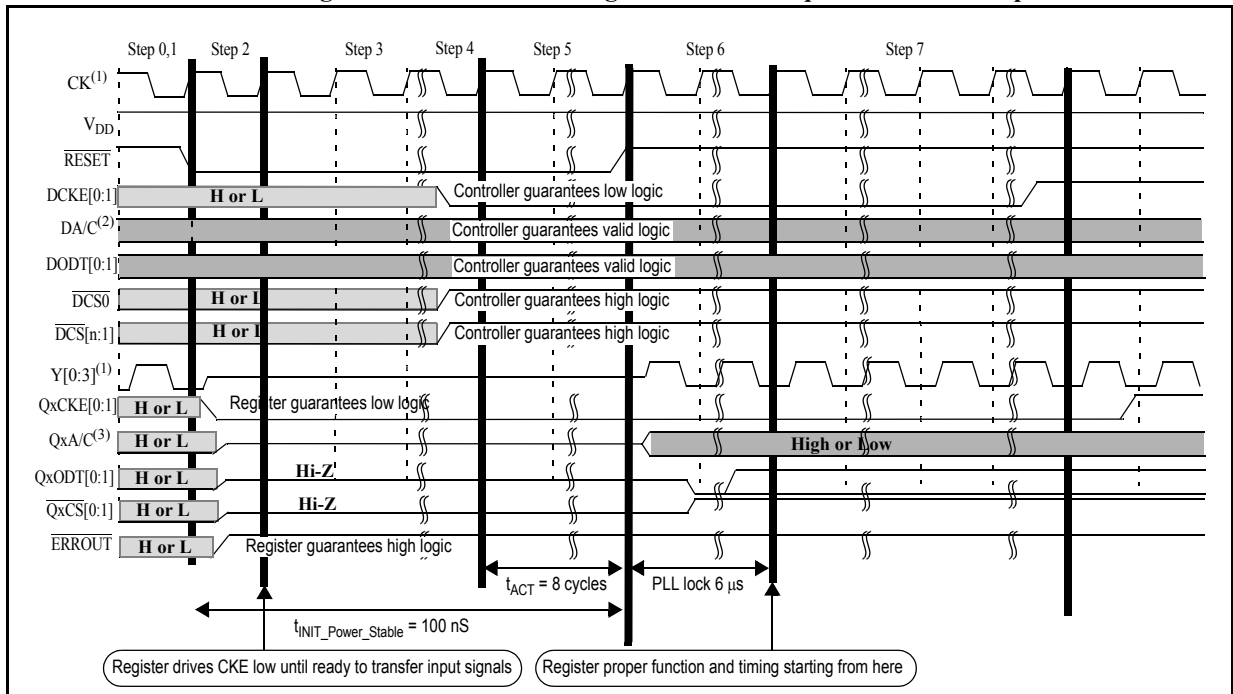 Step 0,1 Step 2 Step 3 Step 4 Step 5 Step 6 Step 7
CK(1)
VDD
RESET
DCKE[0:1] H or L Controller guarantees low logic
DA/C(2) Controller guarantees valid logic
DODT[0:1] Controller guarantees valid logic
DCS0 H or L Controller guarantees high logic
DCS[n:1] H or L Controller guarantees high logic
Y[0:3](1)
QxCKE[0:1] H or L Register guarantees low logic
QxA/C(3) H or L High or Low
QxODT[0:1] H or L Hi-Z
QxCS[0:1] H or L Hi-Z
ERROUT H or L Register guarantees high logic
tACT = 8 cycles PLL lock 6 μs
tINIT_Power_Stable = 100 nS
Register drives CKE low until ready to transfer input signals Register proper function and timing starting from here